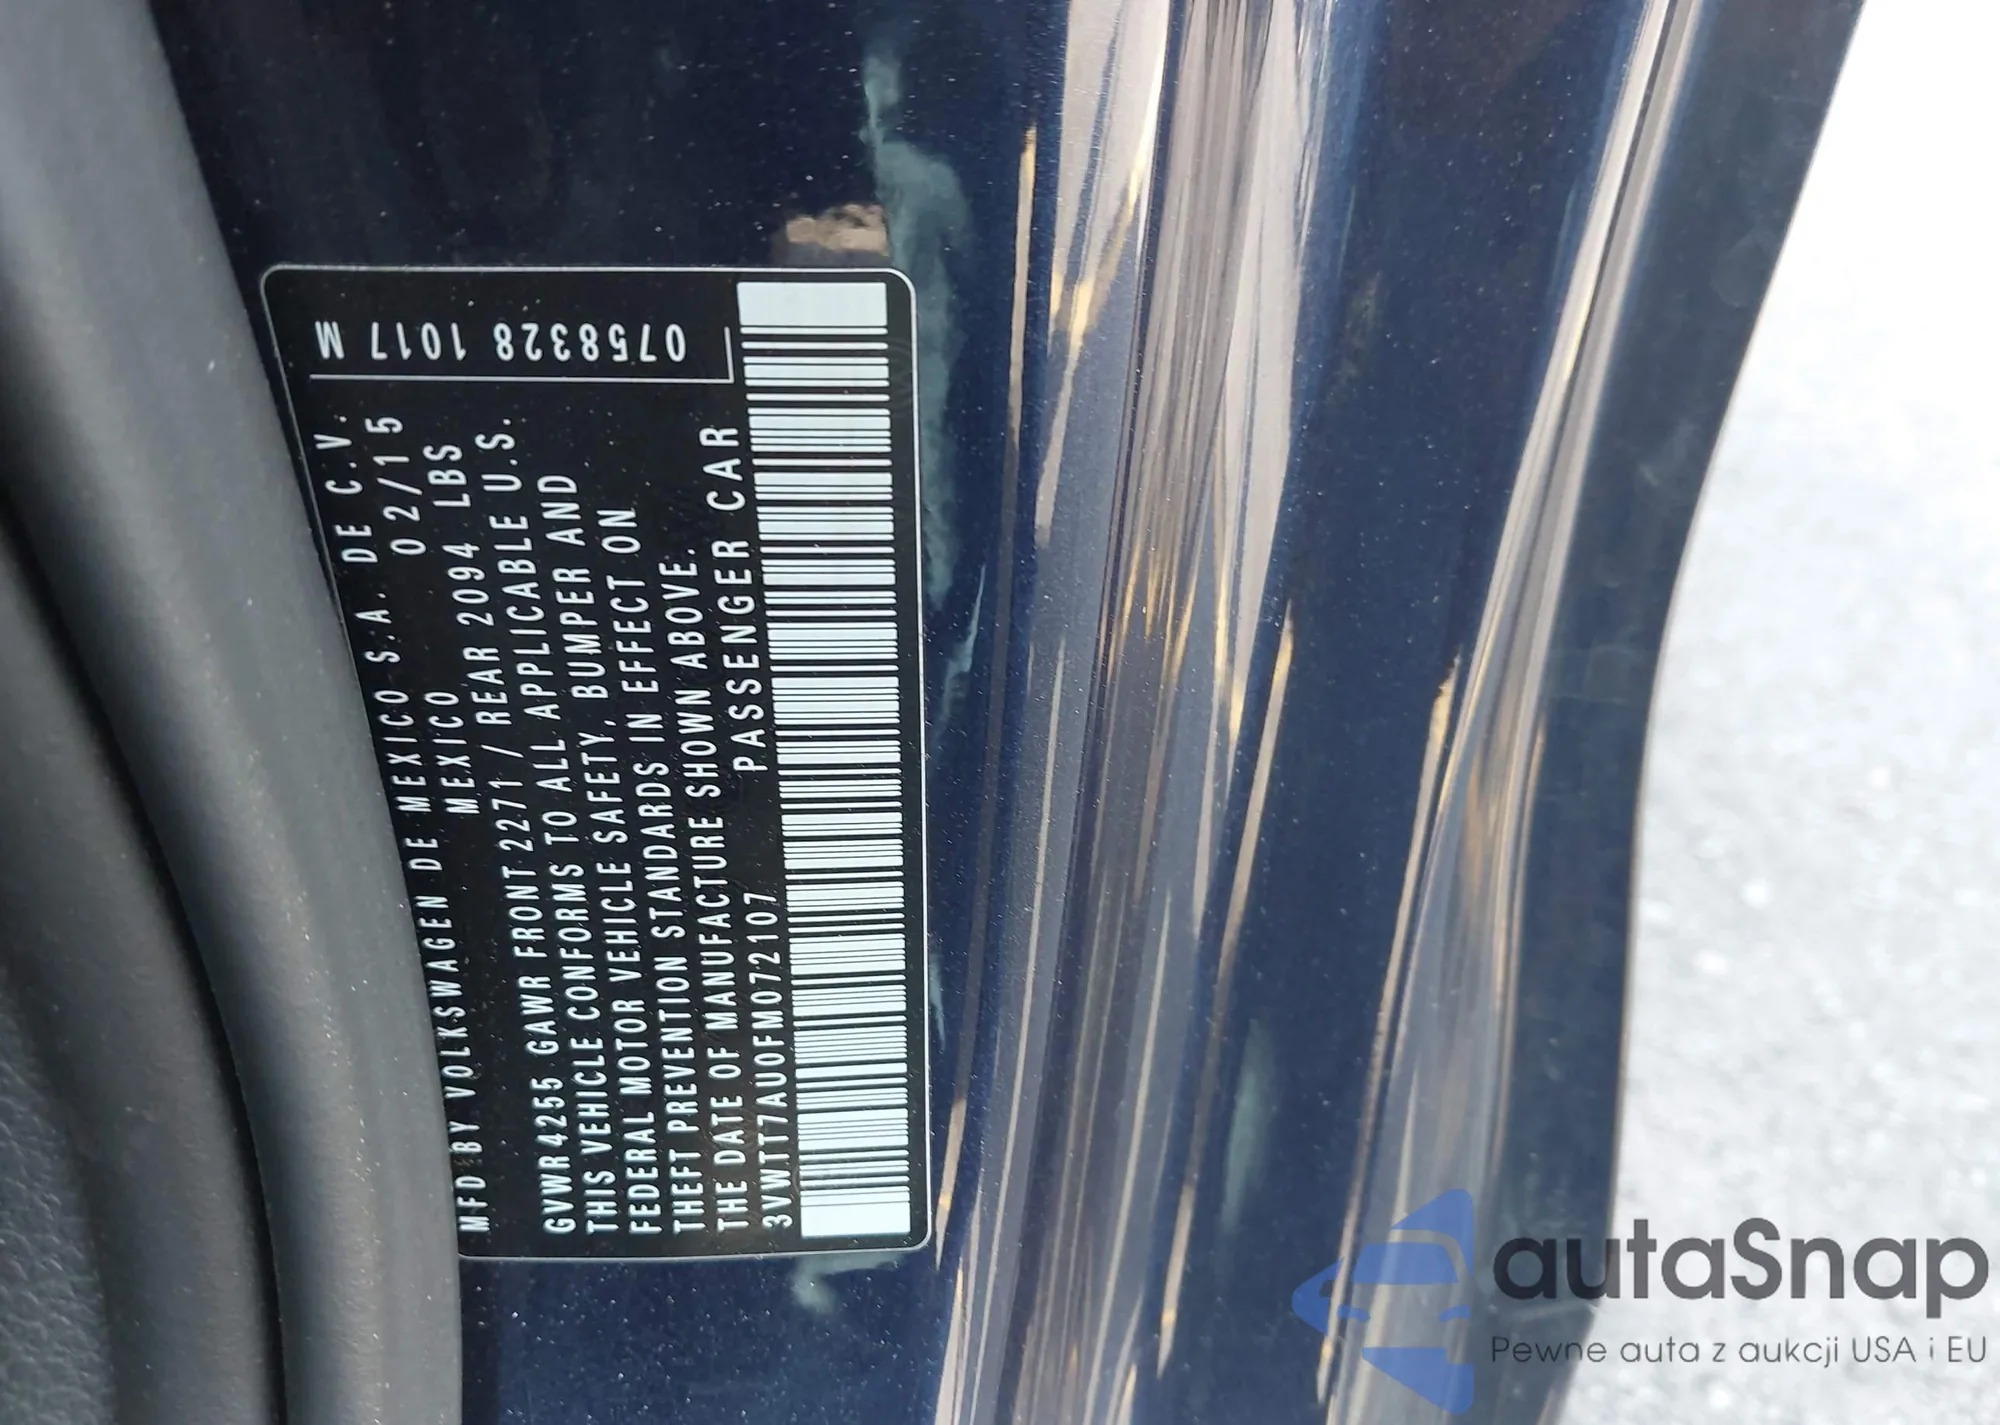 MFD BY VOLKSWAGEN DE MEXICO S.A. DE C.V.
MEXICO 02/15
GVWR 4255 GAWR FRONT 2271 / REAR 2094 LBS
THIS VEHICLE CONFORMS TO ALL APPLICABLE U.S.
FEDERAL MOTOR VEHICLE SAFETY, BUMPER AND
THEFT PREVENTION STANDARDS IN EFFECT ON
THE DATE OF MANUFACTURE SHOWN ABOVE.
3VWTT7AU0FM072107 PASSENGER CAR
0758328 1017 M
autaSnap
Pewne auta z aukcji USA i EU